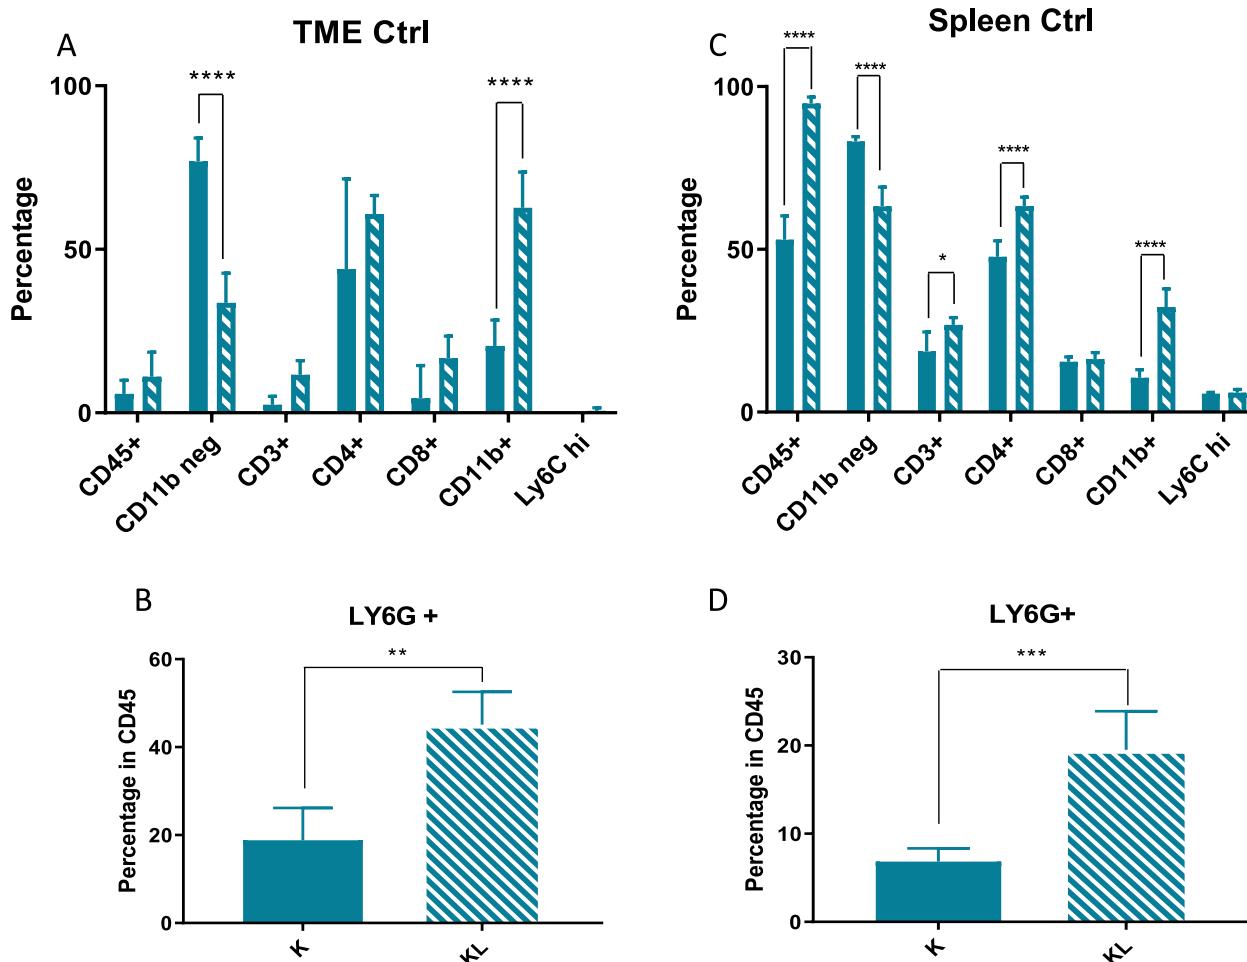 A
TME Ctrl
****
****
100
50
0
Percentage
CD45+
CD11b neg
CD3+
CD4+
CD8+
CD11b+
Ly6C hi
C
Spleen Ctrl
****
****
*
****
****
100
50
0
Percentage
CD45+
CD11b neg
CD3+
CD4+
CD8+
CD11b+
Ly6C hi
B
LY6G +
**
60
40
20
0
Percentage in CD45
K
KL
D
LY6G+
***
30
20
10
0
Percentage in CD45
K
KL